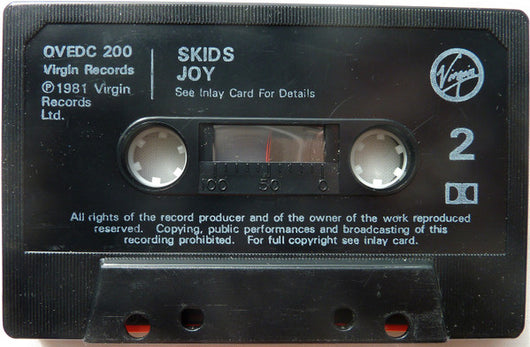 OVEDC 200
Virgin Records
Ⓟ1981 Virgin
Records
Ltd.
SKIDS
JOY
See Inlay Card For Details
Virgin
2
100 50 0
All rights of the record producer and of the owner of the work reproduced
reserved. Copying, public performances and broadcasting of this
recording prohibited. For full copyright see inlay card.